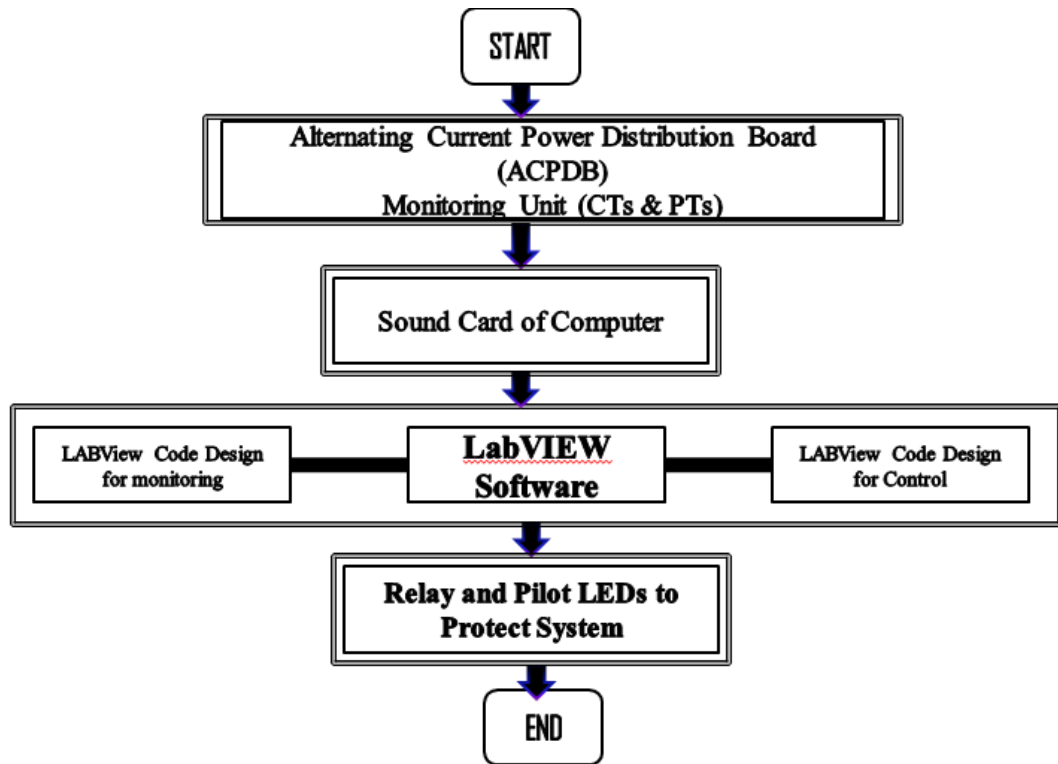 START
Alternating Current Power Distribution Board
(ACPDB)
Monitoring Unit (CTs & PTs)
Sound Card of Computer
LABView Code Design
for monitoring
LabVIEW
Software
LABView Code Design
for Control
Relay and Pilot LEDs to
Protect System
END